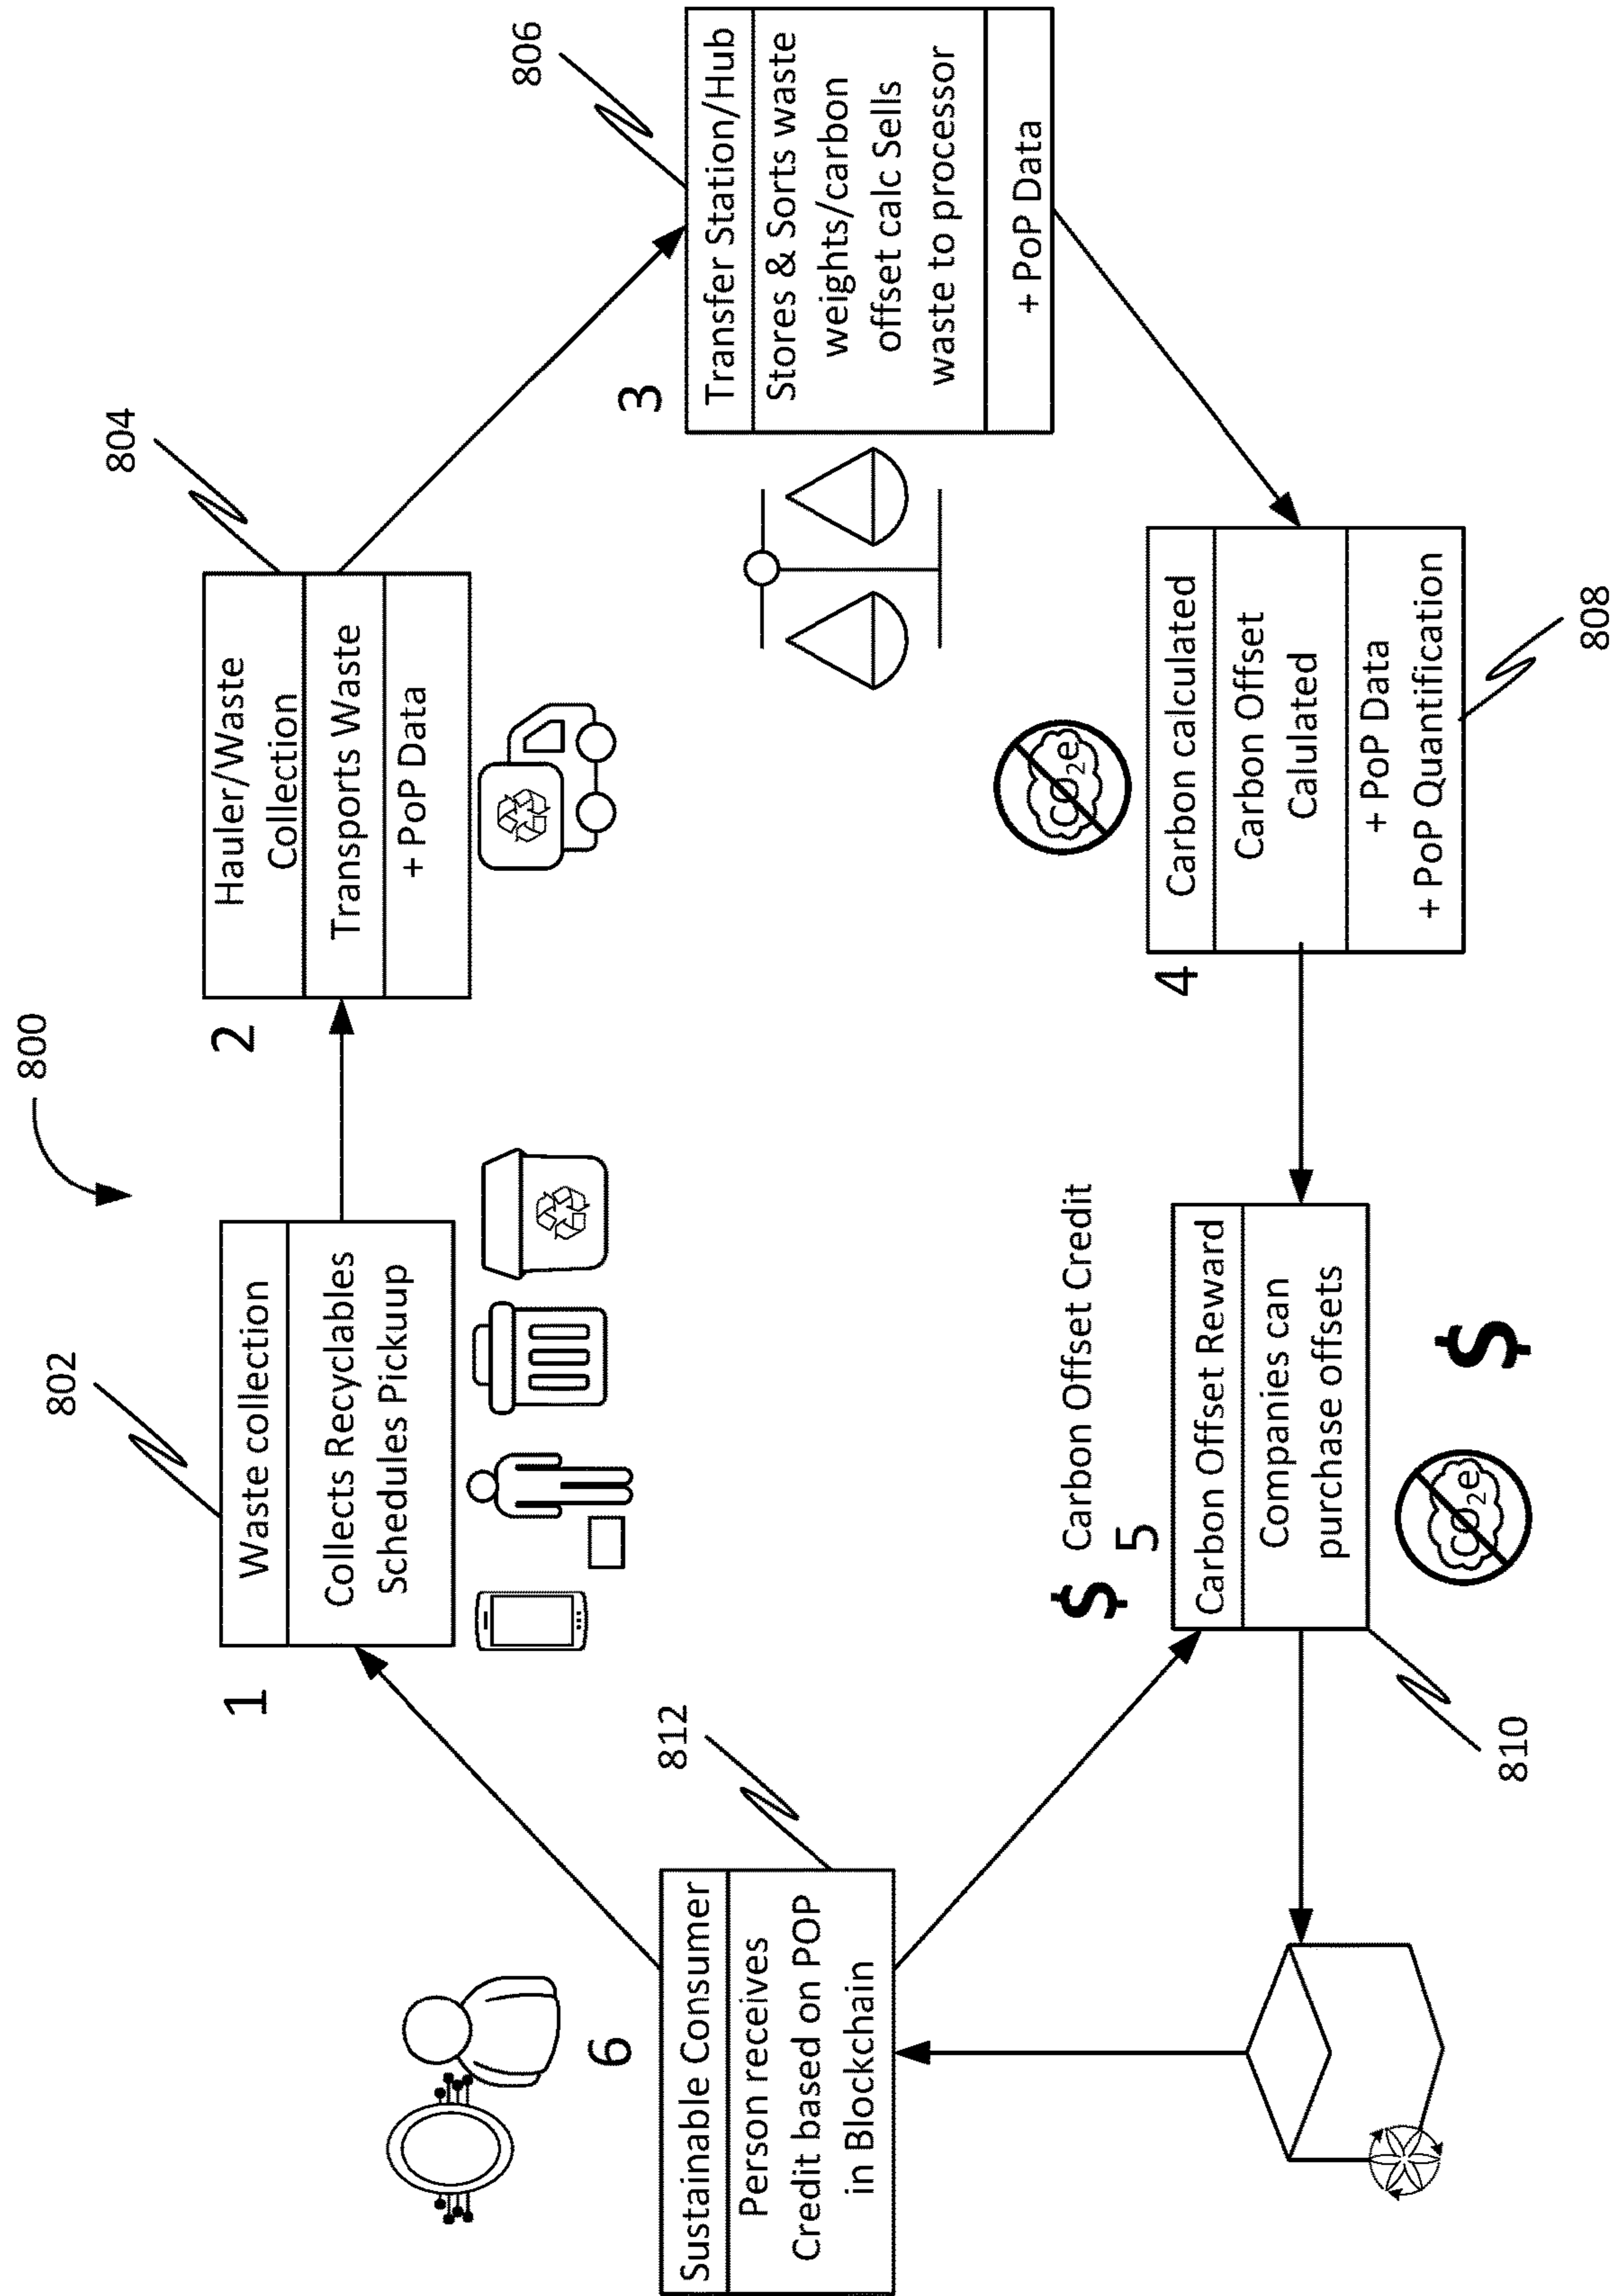 800
802
1
Waste collection
Collects Recyclables
Schedules Pickuup
804
2
Hauler/Waste
Collection
Transports Waste
+ PoP Data
806
3
Transfer Station/Hub
Stores & Sorts waste
weights/carbon
offset calc Sells
waste to processor
+ PoP Data
CO2e
4
Carbon calculated
Carbon Offset
Calulated
+ PoP Data
+ PoP Quantification
808
$ Carbon Offset Credit
5
Carbon Offset Reward
Companies can
purchase offsets
CO2e
$
810
6
812
Sustainable Consumer
Person receives
Credit based on POP
in Blockchain